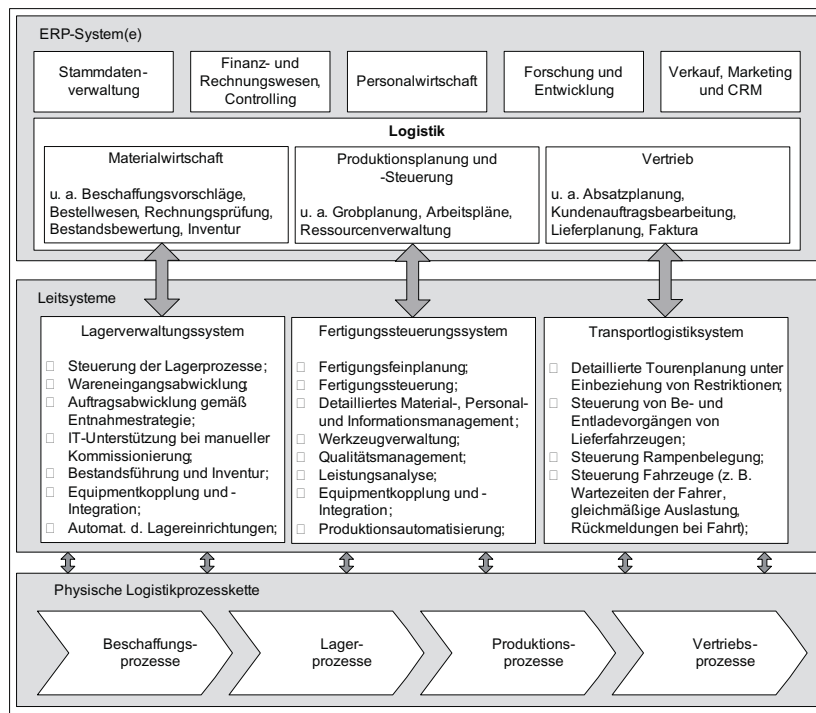 ERP-System(e)
Stammdaten-
verwaltung
Finanz- und
Rechnungswesen,
Controlling
Personalwirtschaft
Forschung und
Entwicklung
Verkauf, Marketing
und CRM
Logistik
Materialwirtschaft
u. a. Beschaffungsvorschläge,
Bestellwesen, Rechnungsprüfung,
Bestandsbewertung, Inventur
Produktionsplanung und
-Steuerung
u. a. Grobplanung, Arbeitspläne,
Ressourcenverwaltung
Vertrieb
u. a. Absatzplanung,
Kundenauftragsbearbeitung,
Lieferplanung, Faktura
Leitsysteme
Lagerverwaltungssystem
Steuerung der Lagerprozesse;
Wareneingangsabwicklung;
Auftragsabwicklung gemäß
Entnahmestrategie;
IT-Unterstützung bei manueller
Kommissionierung;
Bestandsführung und Inventur;
Equipmentkopplung und -
Integration;
Automat. d. Lagereinrichtungen;
Fertigungssteuerungssystem
Fertigungsfeinplanung;
Fertigungssteuerung;
Detailliertes Material-, Personal-
und Informationsmanagement;
Werkzeugverwaltung;
Qualitätsmanagement;
Leistungsanalyse;
Equipmentkopplung und -
Integration;
Produktionsautomatisierung;
Transportlogistiksystem
Detaillierte Tourenplanung unter
Einbeziehung von Restriktionen;
Steuerung von Be- und
Entladevorgängen von
Lieferfahrzeugen;
Steuerung Rampenbelegung;
Steuerung Fahrzeuge (z. B.
Wartezeiten der Fahrer,
gleichmäßige Auslastung,
Rückmeldungen bei Fahrt);
Physische Logistikprozesskette
Beschaffungs-
prozesse
Lager-
prozesse
Produktions-
prozesse
Vertriebs-
prozesse